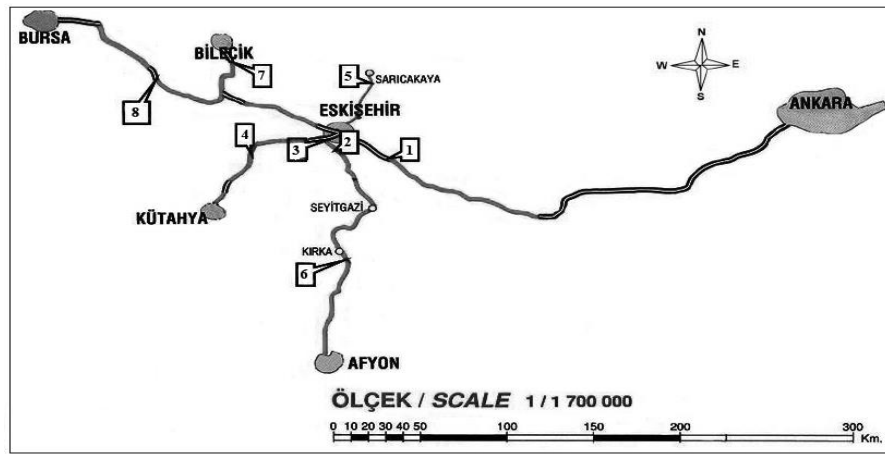 BURSA
BİLECİK
7
8
5
SARICAKAYA
ESKİŞEHİR
N
W E
S
ANKARA
4
3
2
1
KÜTAHYA
SEYİTGAZİ
KIRKA
6
AFYON
ÖLÇEK / SCALE 1 / 1 700 000
0 10 20 30 40 50 100 150 200 300
Km.